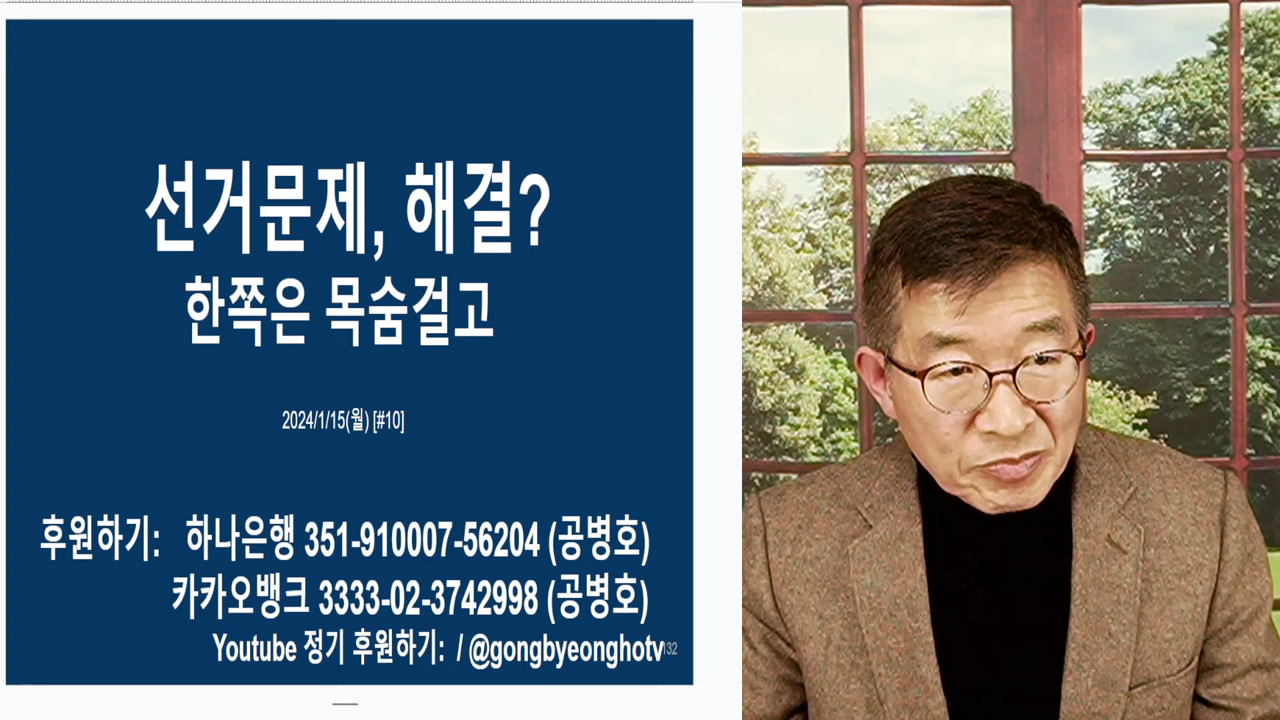 선거문제, 해결?
한쪽은 목숨걸고
2024/1/15(월) [#10]
후원하기: 하나은행 351-910007-56204 (공병호)
카카오뱅크 3333-02-3742998 (공병호)
Youtube 정기 후원하기: / @gongbyeonghotv
132